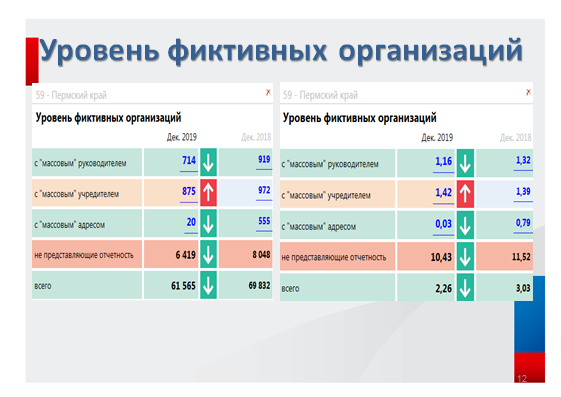 Уровень фиктивных организаций
59 - Пермский край
Уровень фиктивных организаций
Дек. 2019 Дек. 2018
с "массовым" руководителем 714 919
с "массовым" учредителем 875 972
с "массовым" адресом 20 555
не представляющие отчетность 6 419 8 048
всего 61 565 69 832
59 - Пермский край
Уровень фиктивных организаций
Дек. 2019 Дек. 2018
с "массовым" руководителем 1,16 1,32
с "массовым" учредителем 1,42 1,39
с "массовым" адресом 0,03 0,79
не представляющие отчетность 10,43 11,52
всего 2,26 3,03
12